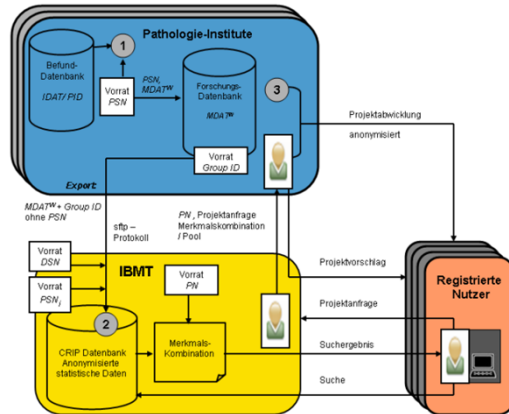 Pathologie-Institute
1
Befund-
Datenbank
IDAT/ PID
Vorrat
PSN
PSN,
MDATᵂ
Forschungs-
Datenbank
MDATᵂ
3
Vorrat
Group ID
Export:
Projektabwicklung
anonymisiert
MDATᵂ + Group ID
ohne PSN
sftp –
Protokoll
PN , Projektanfrage
Merkmalskombination
/ Pool
Vorrat
DSN
IBMT
Vorrat
PN
Projektvorschlag
Registrierte
Nutzer
Vorrat
PSNj
Projektanfrage
2
CRIP Datenbank
Anonymisierte
statistische Daten
Merkmals-
Kombination
Suchergebnis
Suche